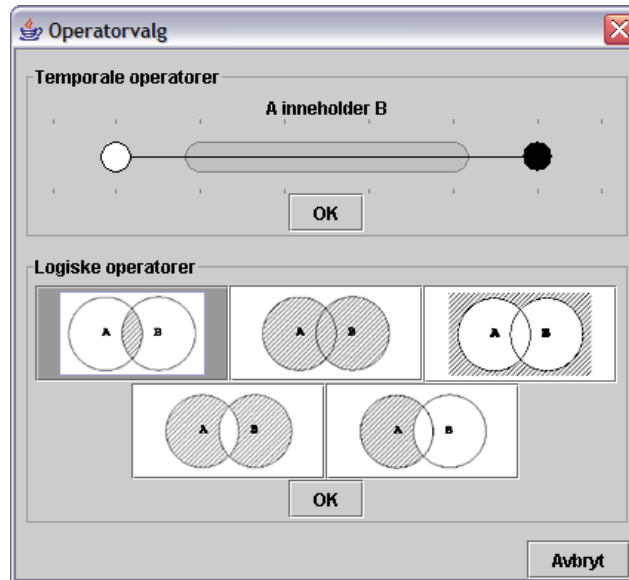 Operatorvalg
Temporale operatorer
A inneholder B
OK
Logiske operatorer
A B
A B
A B
A B
A B
OK
Avbryt